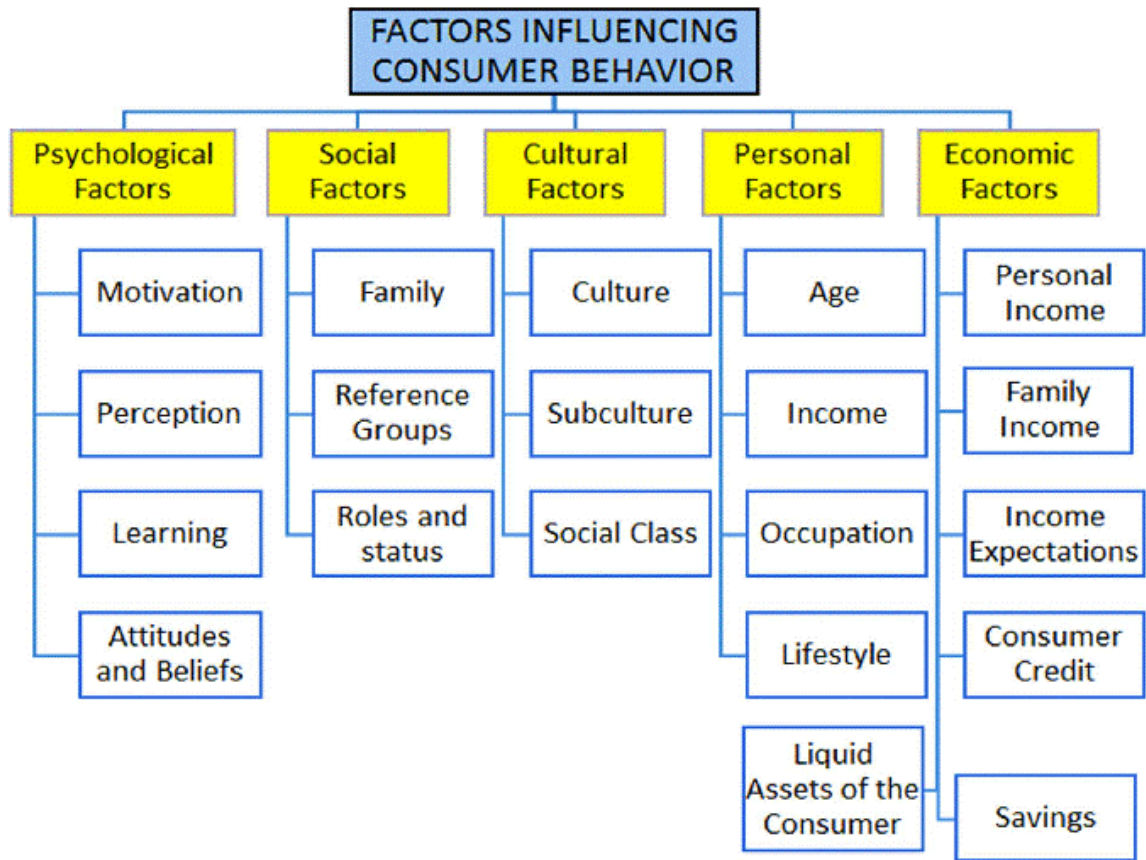 FACTORS INFLUENCING
CONSUMER BEHAVIOR
Psychological
Factors
Motivation
Perception
Learning
Attitudes
and Beliefs
Social
Factors
Family
Reference
Groups
Roles and
status
Cultural
Factors
Culture
Subculture
Social Class
Personal
Factors
Age
Income
Occupation
Lifestyle
Economic
Factors
Personal
Income
Family
Income
Income
Expectations
Consumer
Credit
Liquid
Assets of the
Consumer
Savings